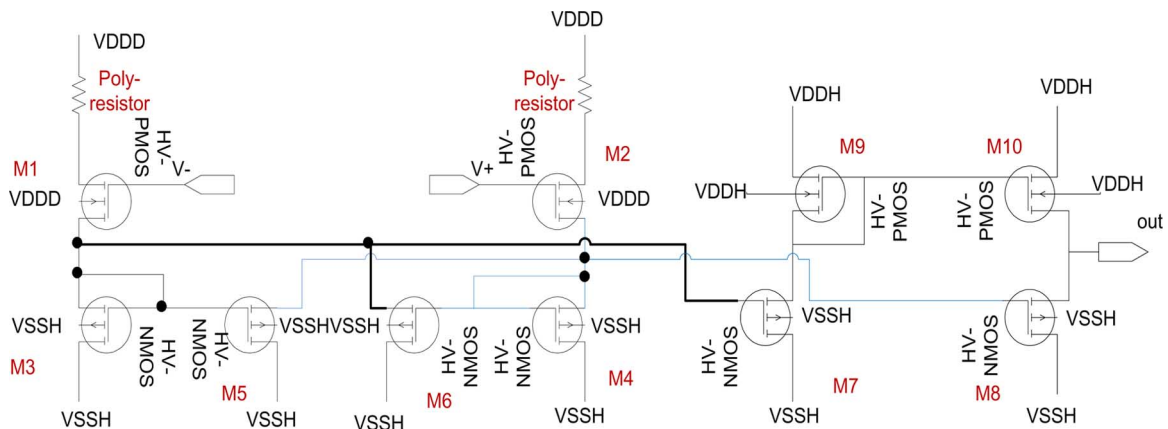 VDDD
VDDD
Poly-
resistor
Poly-
resistor
VDDH
VDDH
M1
HV-
PMOS
V-
V+
HV-
PMOS
M2
M9
M10
VDDD
VDDD
VDDH
HV-
PMOS
HV-
PMOS
VDDH
out
VSSH
HV-
NMOS
HV-
NMOS
VSSH
VSSH
HV-
NMOS
HV-
NMOS
VSSH
HV-
NMOS
VSSH
HV-
NMOS
VSSH
M3
M5
M6
M4
M7
M8
VSSH
VSSH
VSSH
VSSH
VSSH
VSSH